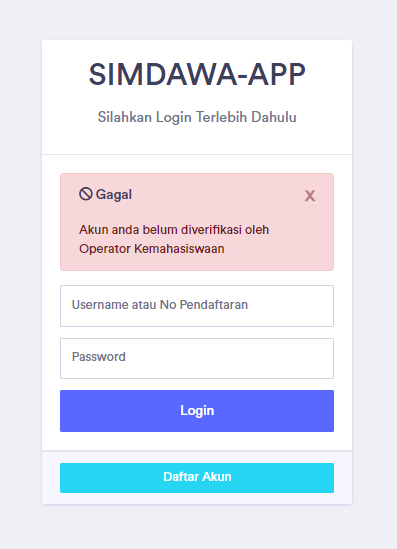 SIMDAWA-APP
Silahkan Login Terlebih Dahulu
Gagal X
Akun anda belum diverifikasi oleh
Operator Kemahasiswaan
Username atau No Pendaftaran
Password
Login
Daftar Akun